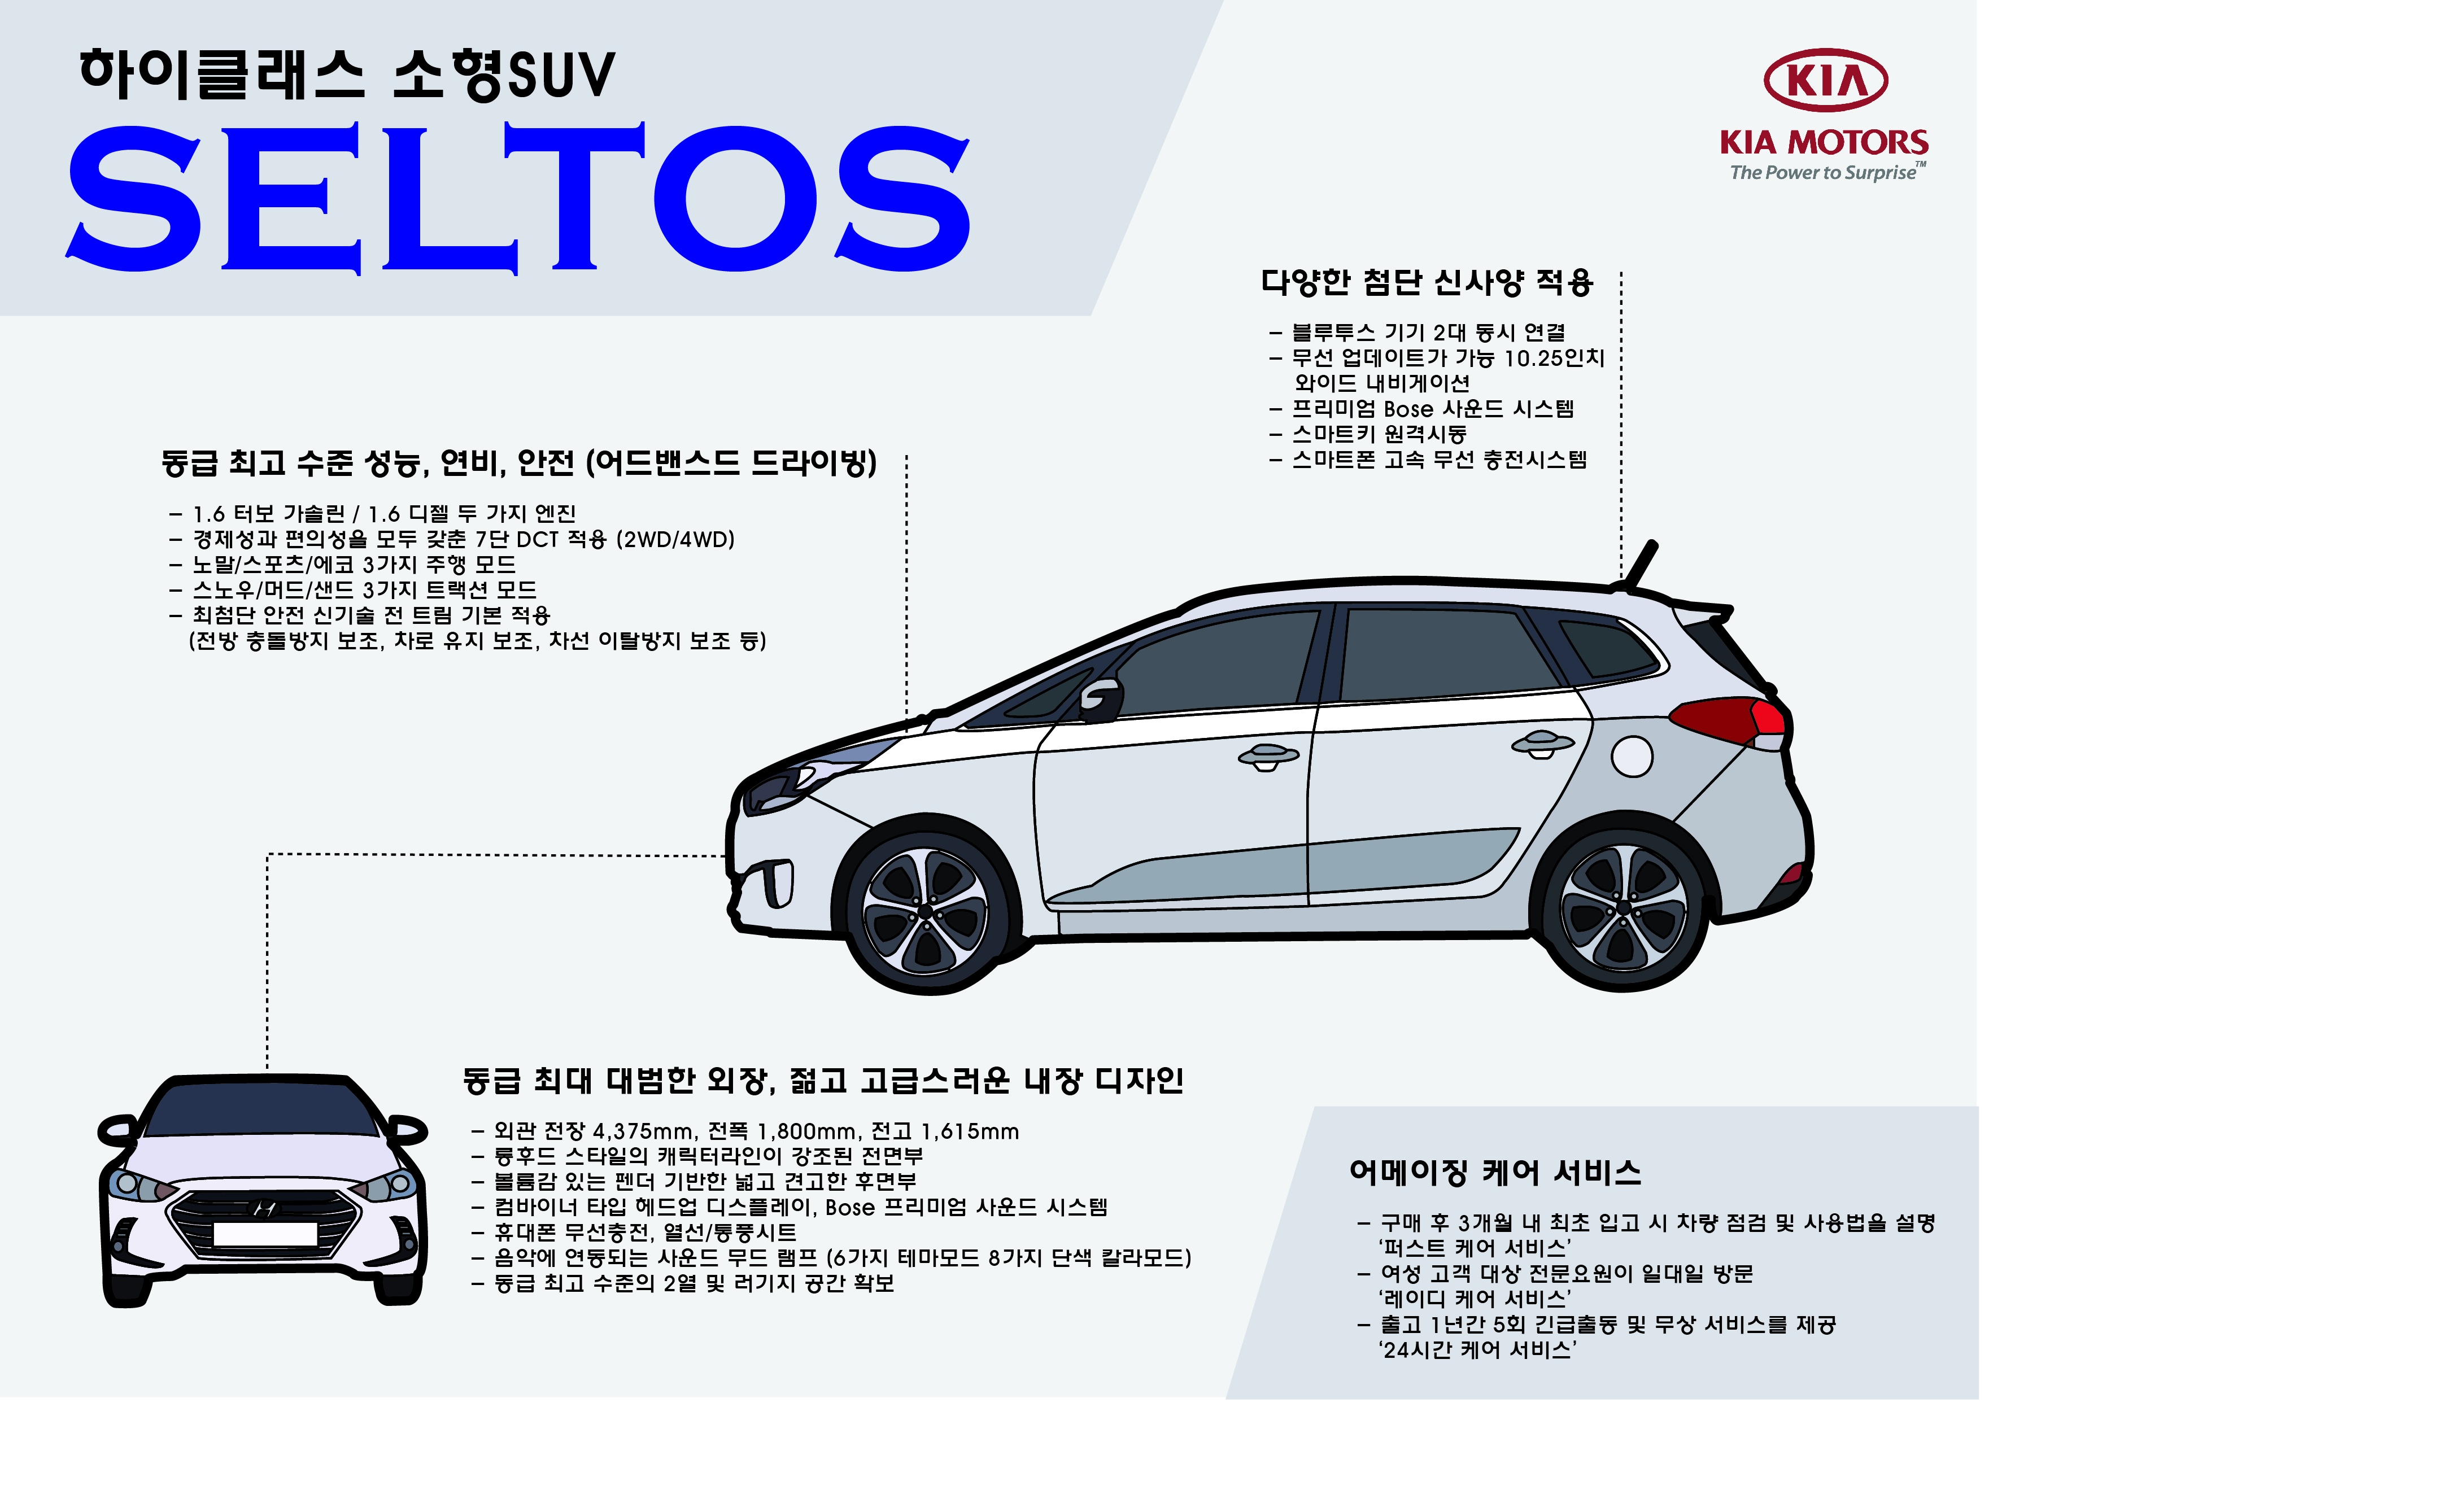 하이클래스 소형SUV
SELTOS
KIA
KIA MOTORS
The Power to Surprise™
다양한 첨단 신사양 적용
– 블루투스 기기 2대 동시 연결
– 무선 업데이트가 가능 10.25인치
와이드 내비게이션
– 프리미엄 Bose 사운드 시스템
– 스마트키 원격시동
– 스마트폰 고속 무선 충전시스템
동급 최고 수준 성능, 연비, 안전 (어드밴스드 드라이빙)
– 1.6 터보 가솔린 / 1.6 디젤 두 가지 엔진
– 경제성과 편의성을 모두 갖춘 7단 DCT 적용 (2WD/4WD)
– 노말/스포츠/에코 3가지 주행 모드
– 스노우/머드/샌드 3가지 트랙션 모드
– 최첨단 안전 신기술 전 트림 기본 적용
(전방 충돌방지 보조, 차로 유지 보조, 차선 이탈방지 보조 등)
동급 최대 대범한 외장, 젊고 고급스러운 내장 디자인
– 외관 전장 4,375mm, 전폭 1,800mm, 전고 1,615mm
– 롱후드 스타일의 캐릭터라인이 강조된 전면부
– 볼륨감 있는 펜더 기반한 넓고 견고한 후면부
– 컴바이너 타입 헤드업 디스플레이, Bose 프리미엄 사운드 시스템
– 휴대폰 무선충전, 열선/통풍시트
– 음악에 연동되는 사운드 무드 램프 (6가지 테마모드 8가지 단색 칼라모드)
– 동급 최고 수준의 2열 및 러기지 공간 확보
어메이징 케어 서비스
– 구매 후 3개월 내 최초 입고 시 차량 점검 및 사용법을 설명
‘퍼스트 케어 서비스’
– 여성 고객 대상 전문요원이 일대일 방문
‘레이디 케어 서비스’
– 출고 1년간 5회 긴급출동 및 무상 서비스를 제공
‘24시간 케어 서비스’